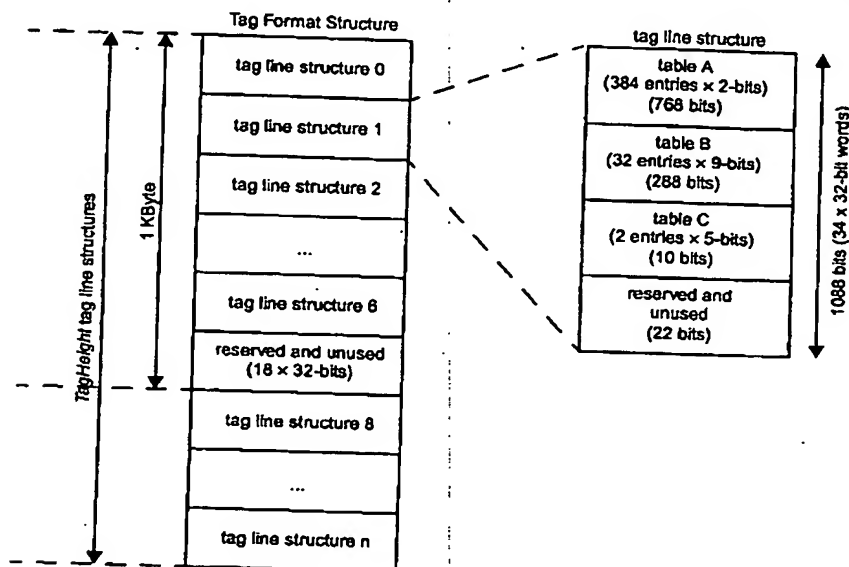 Tag Format Structure
tag line structure 0
tag line structure 1
tag line structure 2
...
tag line structure 6
reserved and unused
(18 x 32-bits)
tag line structure 8
...
tag line structure n
1 KByte
TagHeight tag line structures
tag line structure
table A
(384 entries × 2-bits)
(768 bits)
table B
(32 entries × 9-bits)
(288 bits)
table C
(2 entries × 5-bits)
(10 bits)
reserved and
unused
(22 bits)
1088 bits (34 x 32-bit words)